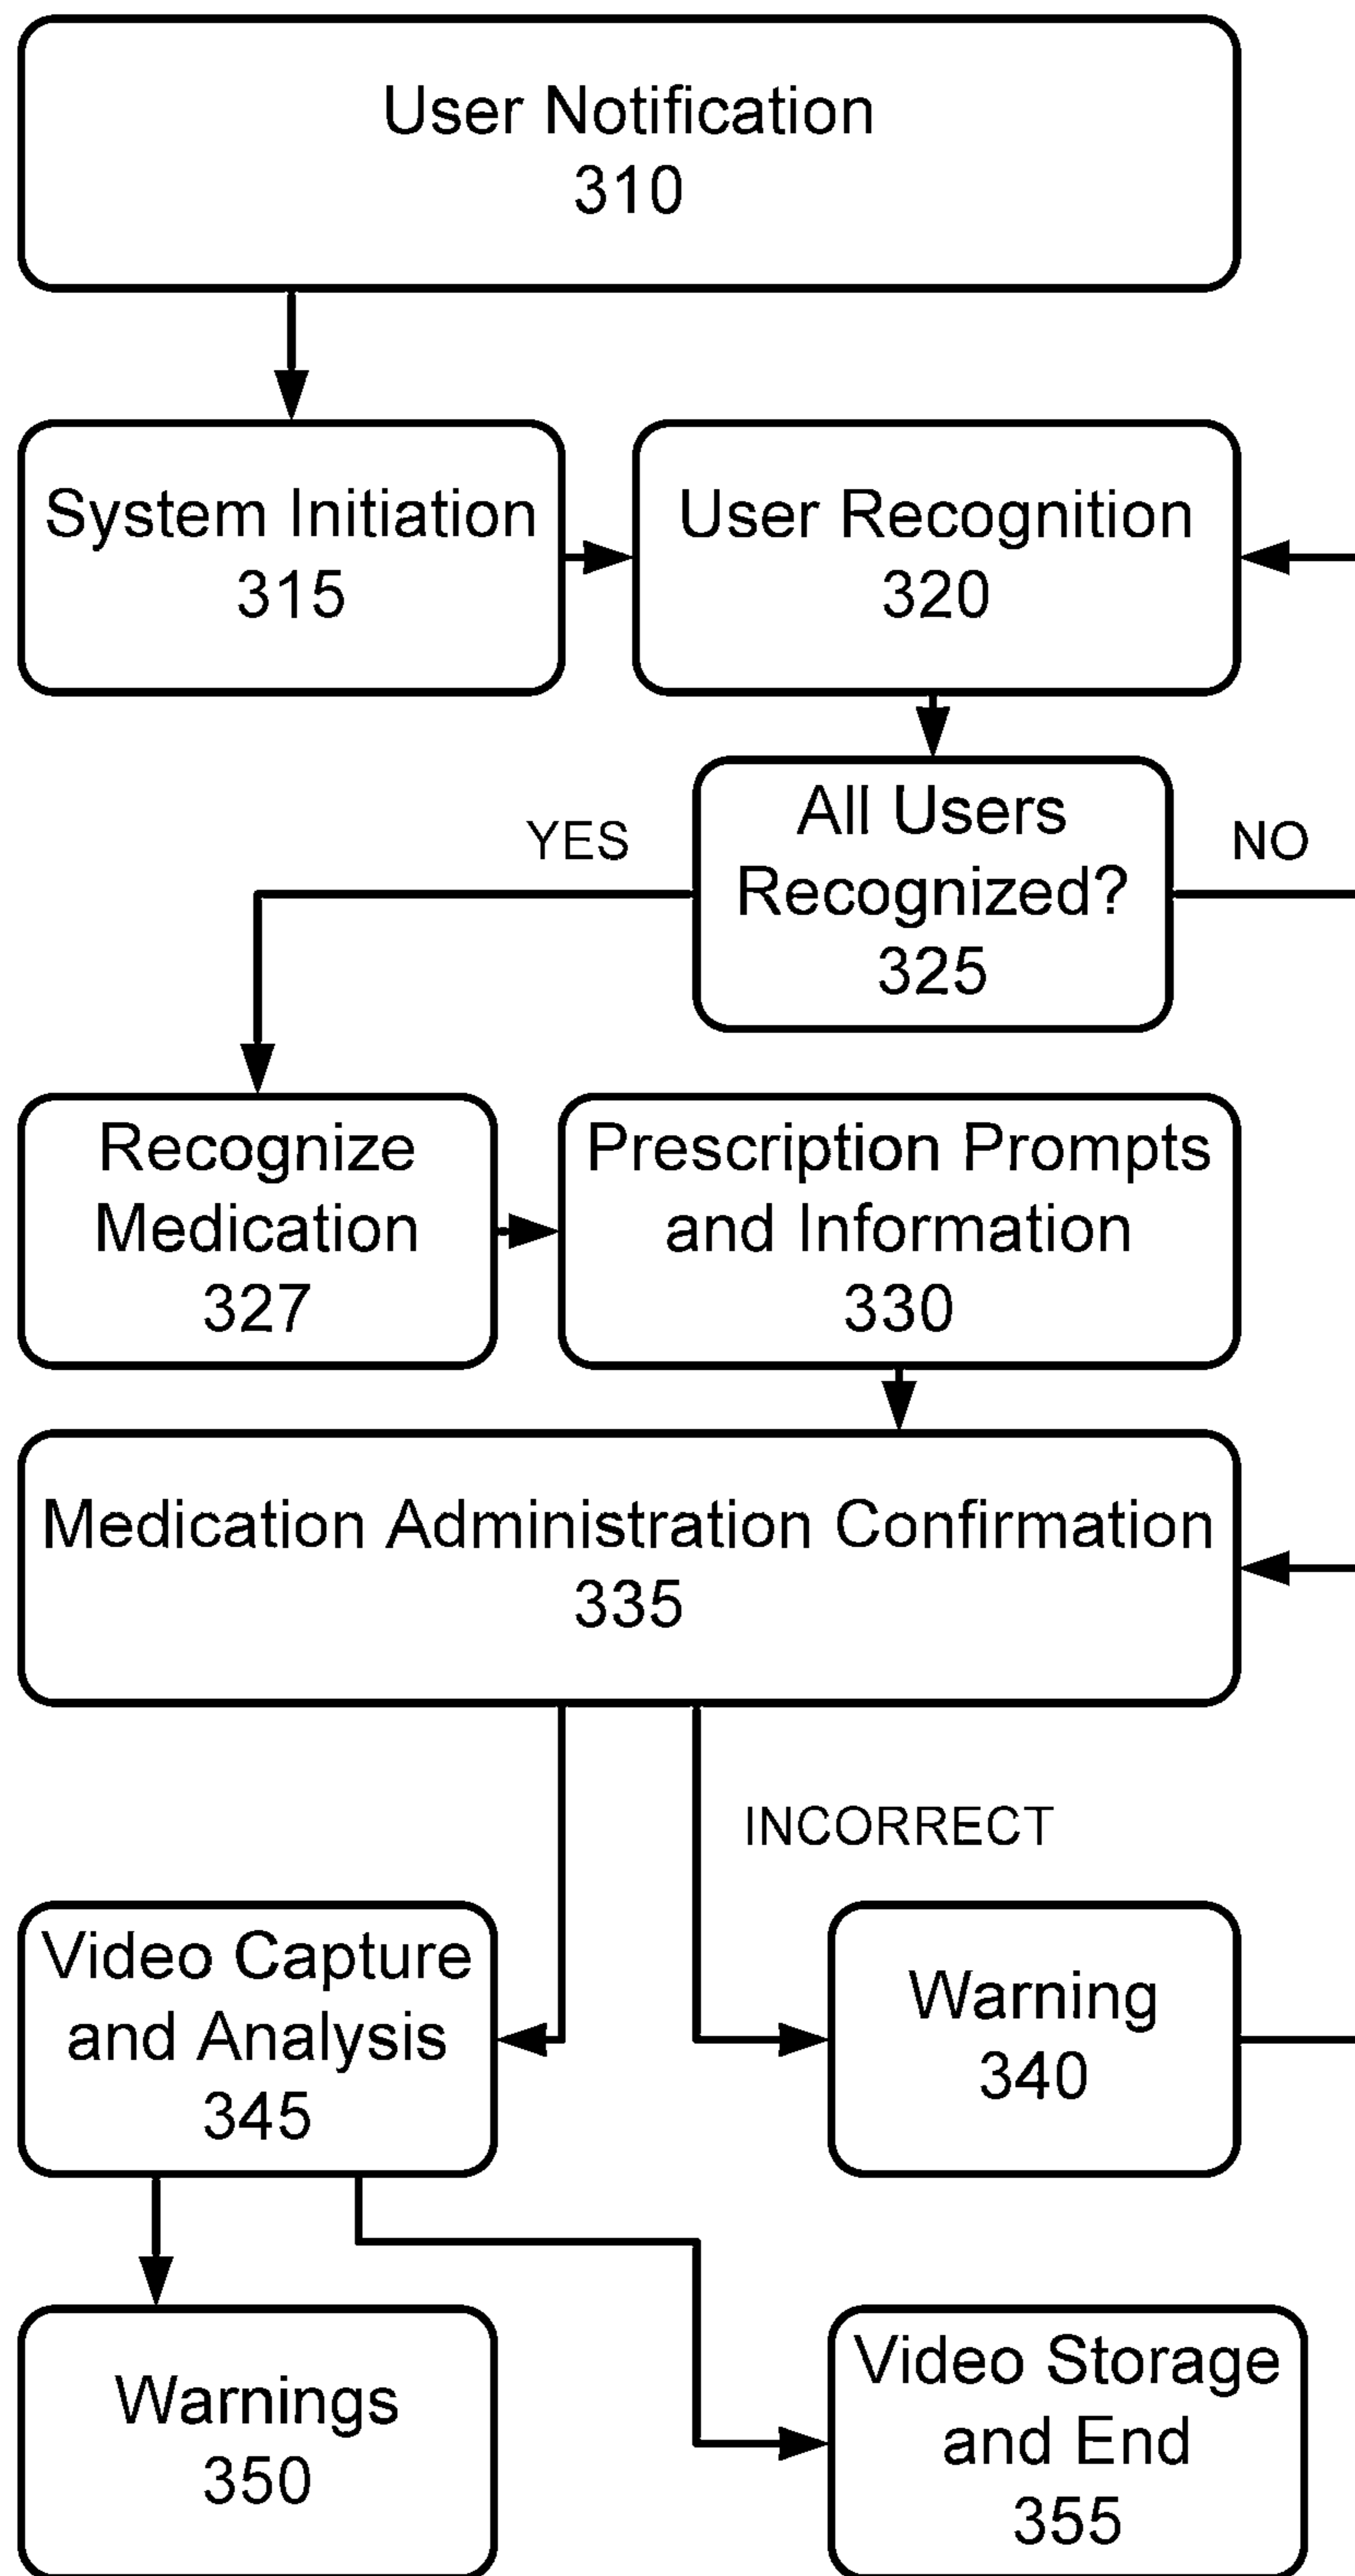 User Notification
310
System Initiation
315
User Recognition
320
All Users
Recognized?
325
YES
NO
Recognize
Medication
327
Prescription Prompts
and Information
330
Medication Administration Confirmation
335
INCORRECT
Video Capture
and Analysis
345
Warning
340
Warnings
350
Video Storage
and End
355